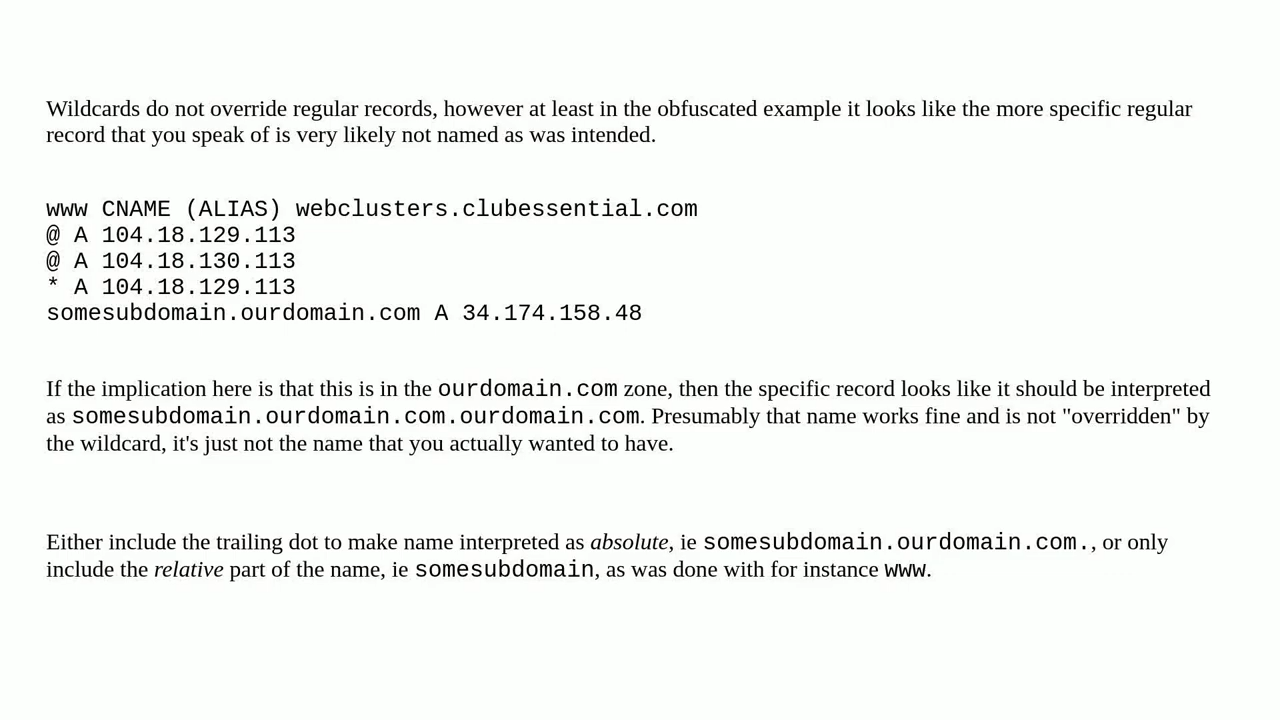 Wildcards do not override regular records, however at least in the obfuscated example it looks like the more specific regular
record that you speak of is very likely not named as was intended.
www CNAME (ALIAS) webclusters.clubessential.com
@ A 104.18.129.113
@ A 104.18.130.113
* A 104.18.129.113
somesubdomain.ourdomain.com A 34.174.158.48
If the implication here is that this is in the ourdomain.com zone, then the specific record looks like it should be interpreted
as somesubdomain.ourdomain.com.ourdomain.com. Presumably that name works fine and is not "overridden" by
the wildcard, it's just not the name that you actually wanted to have.
Either include the trailing dot to make name interpreted as absolute, ie somesubdomain.ourdomain.com., or only
include the relative part of the name, ie somesubdomain, as was done with for instance www.